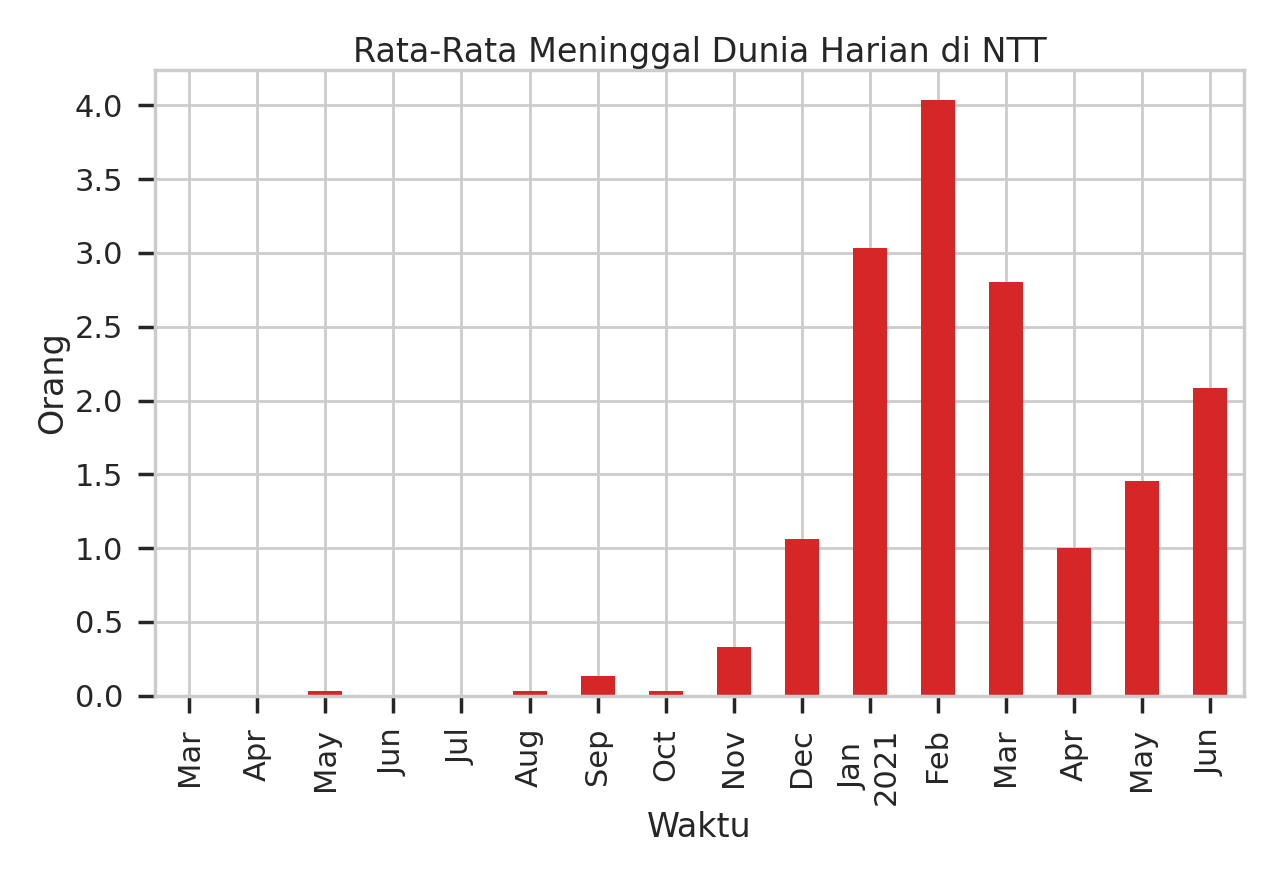 Rata-Rata Meninggal Dunia Harian di NTT
Orang
4.0
3.5
3.0
2.5
2.0
1.5
1.0
0.5
0.0
Mar
Apr
May
Jun
Jul
Aug
Sep
Oct
Nov
Dec
Jan
2021
Feb
Mar
Apr
May
Jun
Waktu